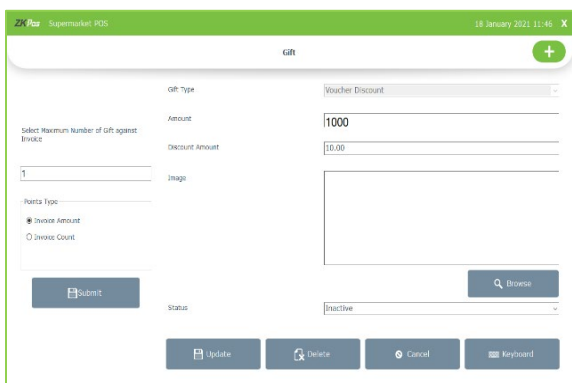 ZKPos Supermarket POS
18 January 2021 11:46 X
Gift
+
Gift Type
Voucher Discount
Amount
1000
Select Maximum Number of Gift against
Invoice
Discount Amount
10.00
1
Image
Points Type
Invoice Amount
Invoice Count
Submit
Browse
Status
Inactive
Update
Delete
Cancel
Keyboard